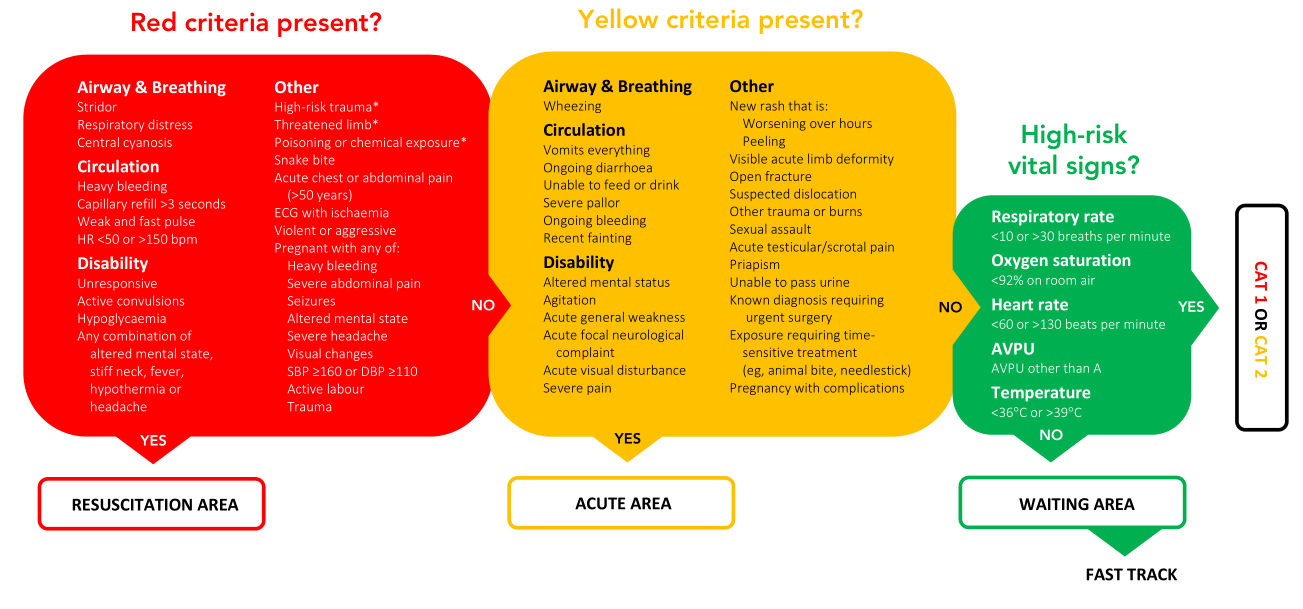 Red criteria present?
Airway & Breathing
Stridor
Respiratory distress
Central cyanosis
Circulation
Heavy bleeding
Capillary refill >3 seconds
Weak and fast pulse
HR <50 or >150 bpm
Disability
Unresponsive
Active convulsions
Hypoglycaemia
Any combination of
altered mental state,
stiff neck, fever,
hypothermia or
headache
Other
High-risk trauma*
Threatened limb*
Poisoning or chemical exposure*
Snake bite
Acute chest or abdominal pain
(>50 years)
ECG with ischaemia
Violent or aggressive
Pregnant with any of:
Heavy bleeding
Severe abdominal pain
Seizures
Altered mental state
Severe headache
Visual changes
SBP ≥160 or DBP ≥110
Active labour
Trauma
NO
YES
RESUSCITATION AREA
Yellow criteria present?
Airway & Breathing
Wheezing
Circulation
Vomits everything
Ongoing diarrhoea
Unable to feed or drink
Severe pallor
Ongoing bleeding
Recent fainting
Disability
Altered mental status
Agitation
Acute general weakness
Acute focal neurological
complaint
Acute visual disturbance
Severe pain
Other
New rash that is:
Worsening over hours
Peeling
Visible acute limb deformity
Open fracture
Suspected dislocation
Other trauma or burns
Sexual assault
Acute testicular/scrotal pain
Priapism
Unable to pass urine
Known diagnosis requiring
urgent surgery
Exposure requiring time-
sensitive treatment
(eg, animal bite, needlestick)
Pregnancy with complications
NO
YES
ACUTE AREA
High-risk
vital signs?
Respiratory rate
<10 or >30 breaths per minute
Oxygen saturation
<92% on room air
Heart rate
<60 or >130 beats per minute
AVPU
AVPU other than A
Temperature
<36°C or >39°C
YES
NO
CAT 1 OR CAT 2
WAITING AREA
FAST TRACK